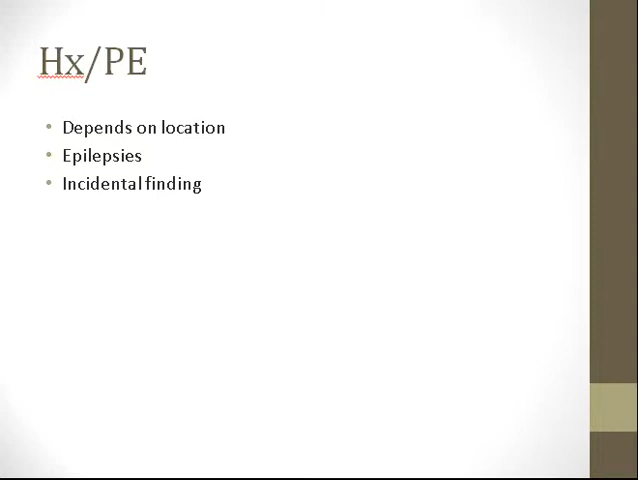 Hx/PE
• Depends on location
• Epilepsies
• Incidental finding